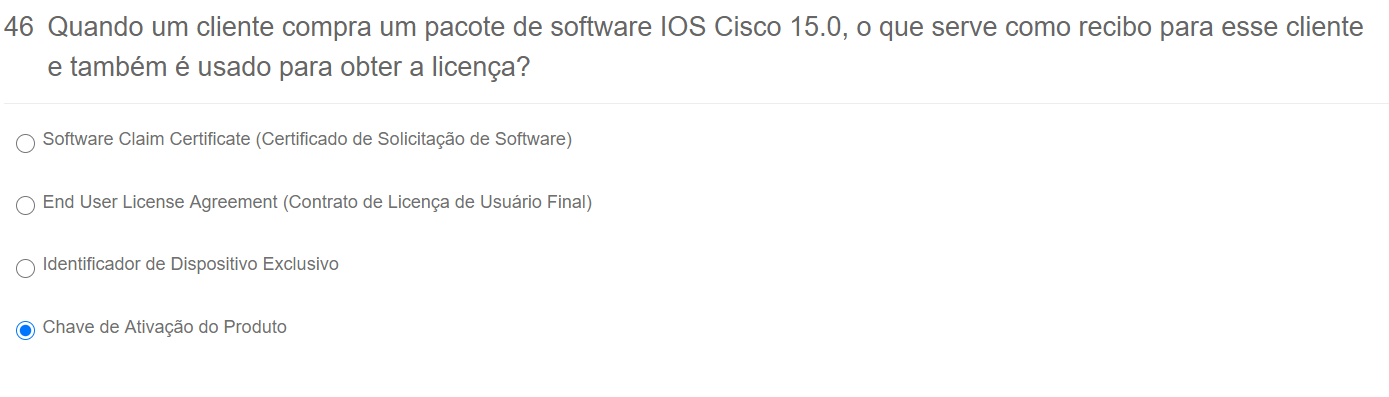 46 Quando um cliente compra um pacote de software IOS Cisco 15.0, o que serve como recibo para esse cliente
e também é usado para obter a licença?
Software Claim Certificate (Certificado de Solicitação de Software)
End User License Agreement (Contrato de Licença de Usuário Final)
Identificador de Dispositivo Exclusivo
Chave de Ativação do Produto